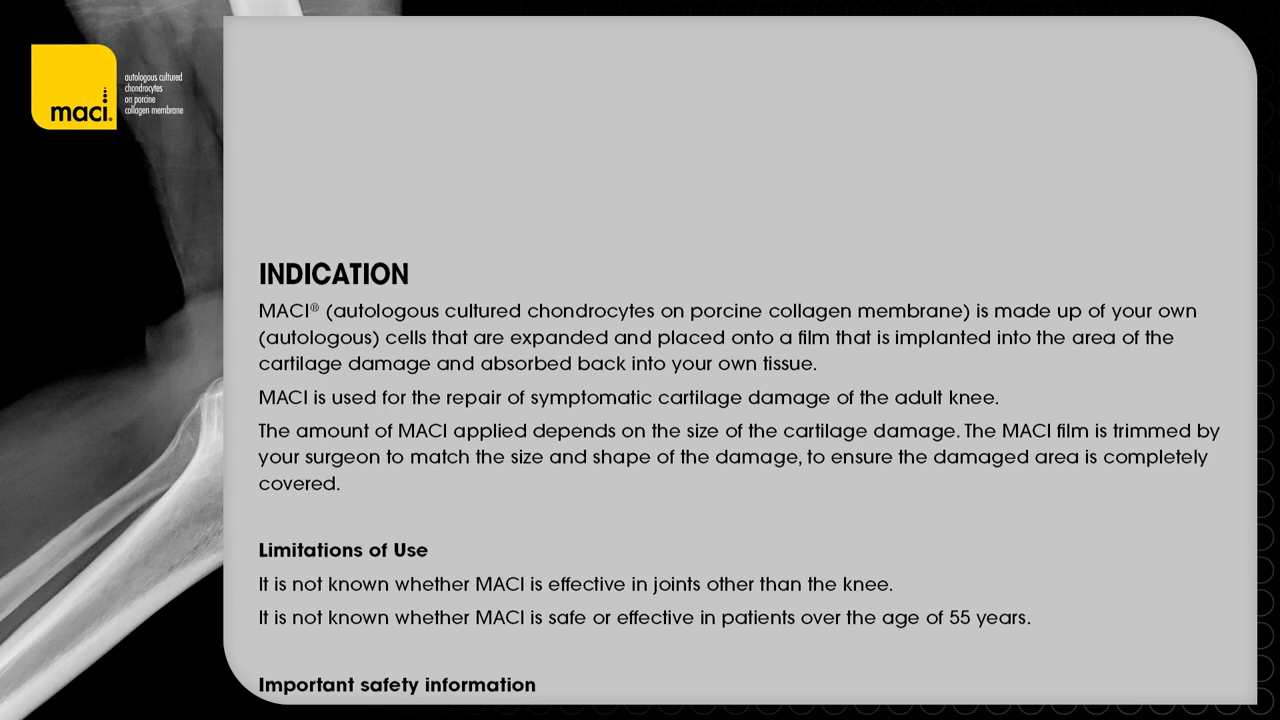 maci.
autologous cultured
chondrocytes
on porcine
collagen membrane
INDICATION
MACI® (autologous cultured chondrocytes on porcine collagen membrane) is made up of your own
(autologous) cells that are expanded and placed onto a film that is implanted into the area of the
cartilage damage and absorbed back into your own tissue.
MACI is used for the repair of symptomatic cartilage damage of the adult knee.
The amount of MACI applied depends on the size of the cartilage damage. The MACI film is trimmed by
your surgeon to match the size and shape of the damage, to ensure the damaged area is completely
covered.
Limitations of Use
It is not known whether MACI is effective in joints other than the knee.
It is not known whether MACI is safe or effective in patients over the age of 55 years.
Important safety information